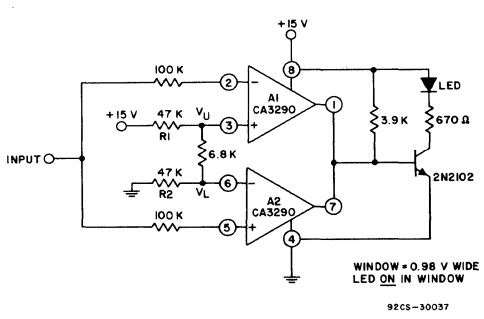 +15 V
100 K
2
8
LED
A1
CA3290
1
+15 V
47 K
R1
VU
3
3.9K
670 Ω
INPUT
6.8K
2N2102
47 K
R2
VL
6
A2
CA3290
7
100 K
5
4
WINDOW = 0.98 V WIDE
LED ON IN WINDOW
92CS-30037